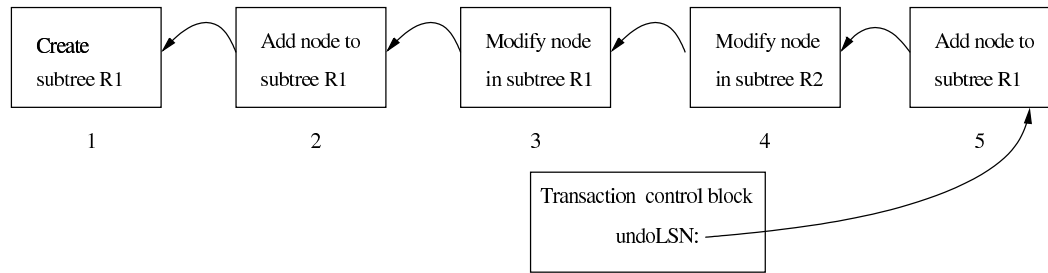 Create
subtree R1
Add node to
subtree R1
Modify node
in subtree R1
Modify node
in subtree R2
Add node to
subtree R1
1
2
3
4
5
Transaction control block
undoLSN: